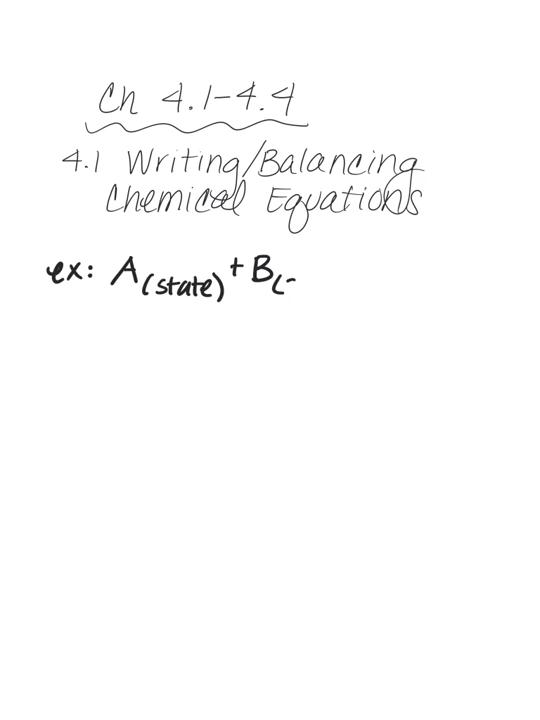 Ch 4.1-4.4
4.1 Writing/Balancing
Chemical Equations
ex: A(state) + B(-